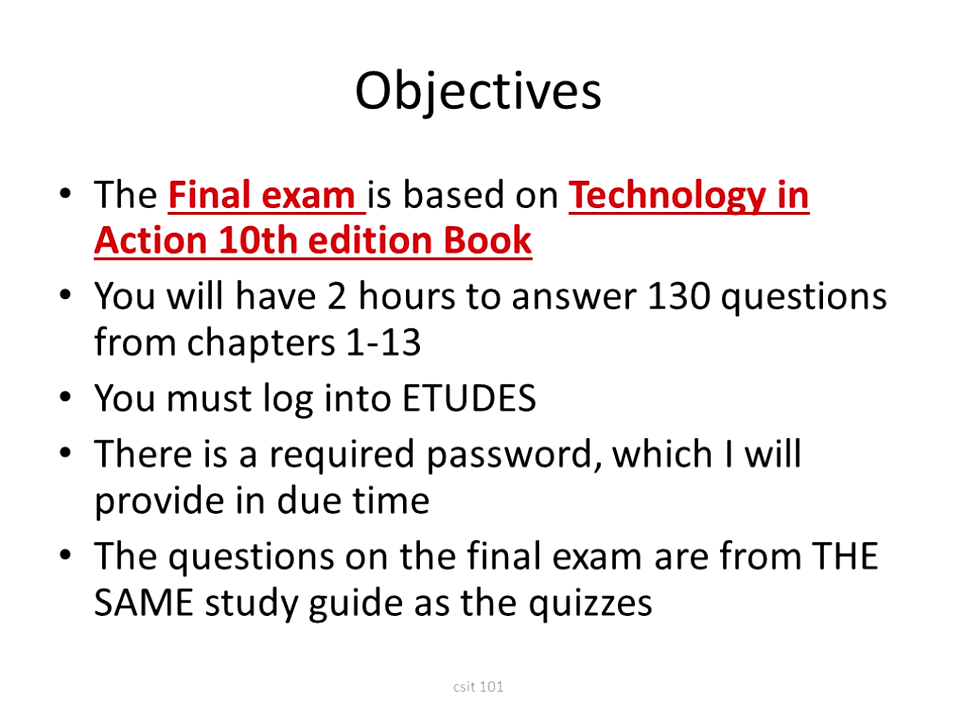 Objectives
• The Final exam is based on Technology in
Action 10th edition Book
• You will have 2 hours to answer 130 questions
from chapters 1-13
• You must log into ETUDES
• There is a required password, which I will
provide in due time
• The questions on the final exam are from THE
SAME study guide as the quizzes
csit 101